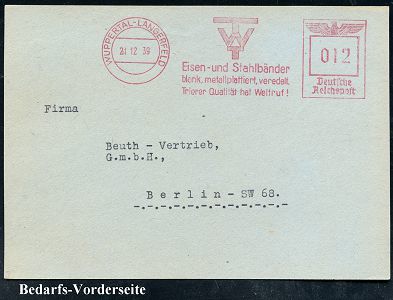 WUPPERTAL-LANGERFELD
21.12.39
TW
Eisen- und Stahlbänder
blank, metallplattiert, veredelt.
Trierer Qualität hat Weltruf!
012
Deutsche
Reichspost
Firma
Beuth - Vertrieb,
G.m.b.H.,
Berlin - SW 68.
-.-.-.-.-.-.-.-.-.-.-.-.-
Bedarfs-Vorderseite